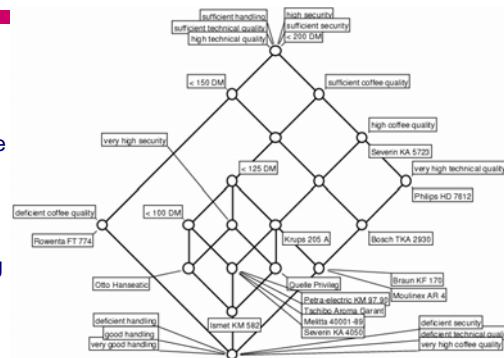 sufficient handling
high security
sufficient technical quality
sufficient security
high technical quality
< 200 DM
< 150 DM
sufficient coffee quality
high coffee quality
very high security
Severin KA 5723
e
< 125 DM
very high technical quality
Philips HD 7612
deficient coffee quality
< 100 DM
Rowenta FT 774
Krups 205 A
Bosch TKA 2930
g
Otto Hanseatic
Quelle Privileg
Braun KF 170
Petra-electric KM 97.90
Moulinex AR 4
Tschibo Aroma Garant
Melitta 40001-89
Ismet KM 582
Severin KA 4050
deficient handling
deficient security
good handling
deficient technical quality
very good handling
very high coffee quality